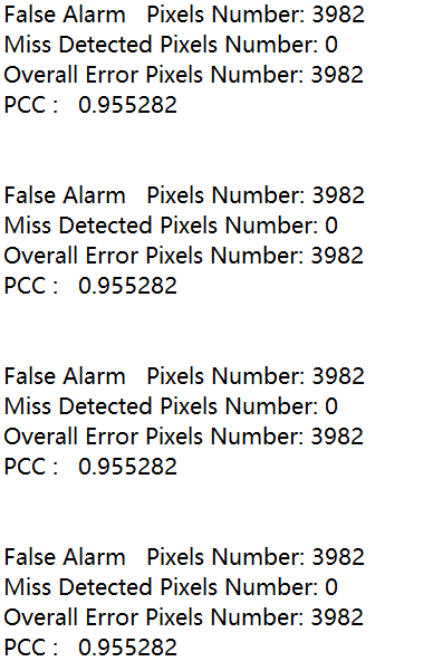 False Alarm   Pixels Number: 3982
Miss Detected Pixels Number: 0
Overall Error Pixels Number: 3982
PCC :   0.955282
False Alarm   Pixels Number: 3982
Miss Detected Pixels Number: 0
Overall Error Pixels Number: 3982
PCC :   0.955282
False Alarm   Pixels Number: 3982
Miss Detected Pixels Number: 0
Overall Error Pixels Number: 3982
PCC :   0.955282
False Alarm   Pixels Number: 3982
Miss Detected Pixels Number: 0
Overall Error Pixels Number: 3982
PCC :   0.955282